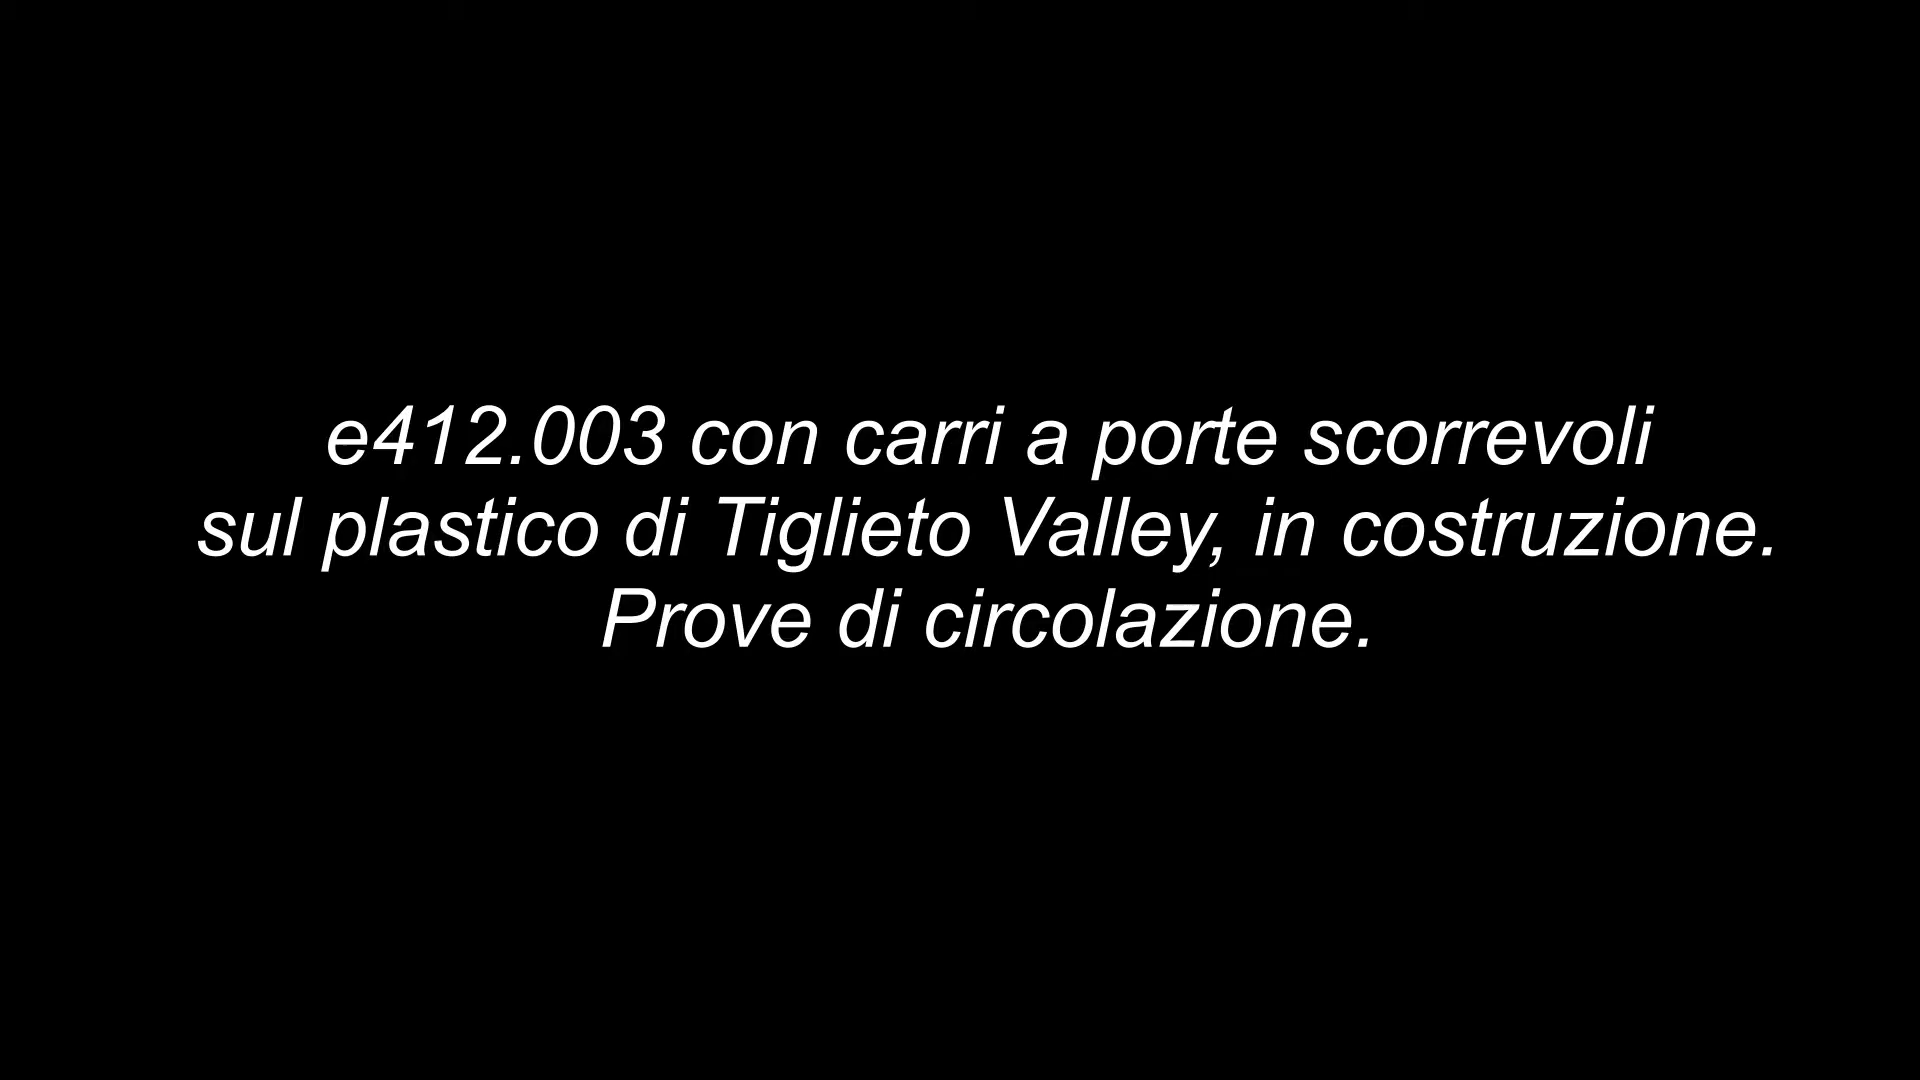 e412.003 con carri a porte scorrevoli
sul plastico di Tiglieto Valley, in costruzione.
Prove di circolazione.